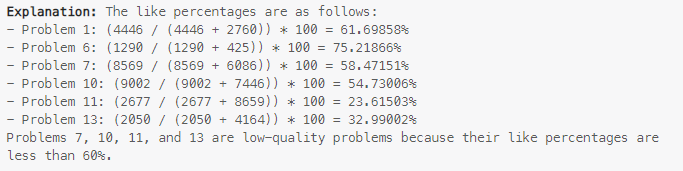 Explanation: The like percentages are as follows:
- Problem 1: (4446 / (4446 + 2760)) * 100 = 61.69858%
- Problem 6: (1290 / (1290 + 425)) * 100 = 75.21866%
- Problem 7: (8569 / (8569 + 6086)) * 100 = 58.47151%
- Problem 10: (9002 / (9002 + 7446)) * 100 = 54.73006%
- Problem 11: (2677 / (2677 + 8659)) * 100 = 23.61503%
- Problem 13: (2050 / (2050 + 4164)) * 100 = 32.99002%
Problems 7, 10, 11, and 13 are low-quality problems because their like percentages are
less than 60%.